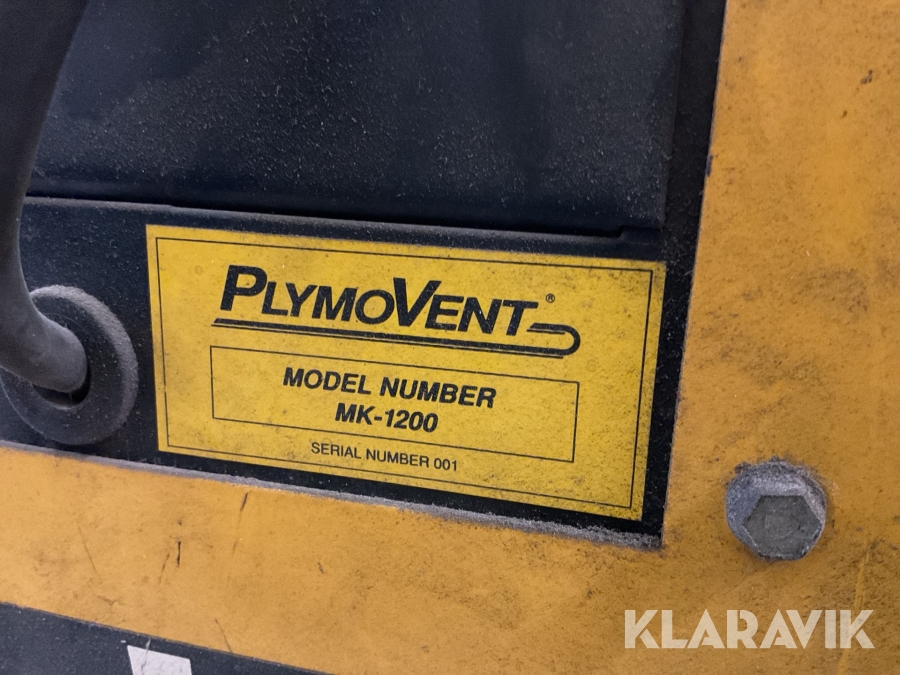 PLYMOVENT®
MODEL NUMBER
MK-1200
SERIAL NUMBER 001
KLARAVIK